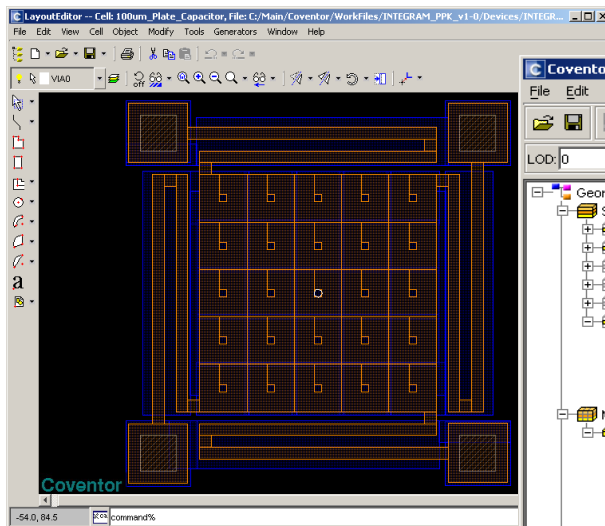 LayoutEditor -- Cell: 100um_Plate_Capacitor, File: C:/Main/Coventor/WorkFiles/INTEGRAM_PPK_v1-0/Devices/INTEGR...
File Edit View Cell Object Modify Tools Generators Window Help
VIA0
off
a
Coventor
-54.0, 84.5
command%
Covento
File Edit
LOD: 0
Geor
S
M